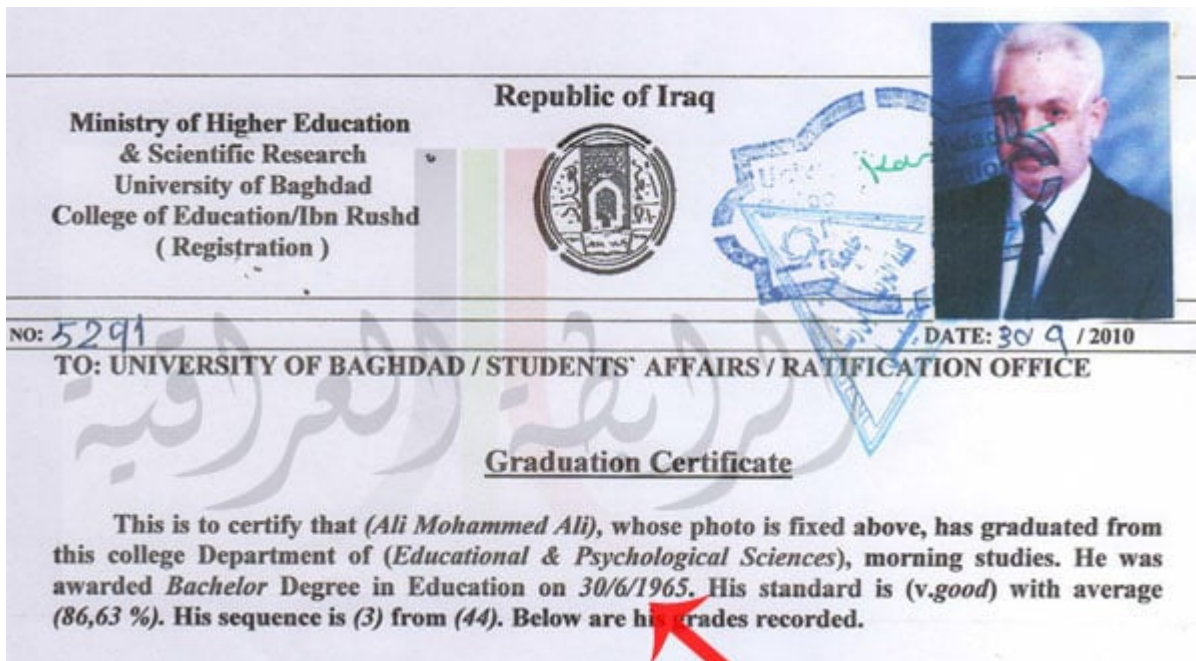 Republic of Iraq
Ministry of Higher Education
& Scientific Research
University of Baghdad
College of Education/Ibn Rushd
( Registration )
NO: 5291
DATE: 30 9 / 2010
TO: UNIVERSITY OF BAGHDAD / STUDENTS` AFFAIRS / RATIFICATION OFFICE
الرابطة العراقية
Graduation Certificate
This is to certify that (Ali Mohammed Ali), whose photo is fixed above, has graduated from
this college Department of (Educational & Psychological Sciences), morning studies. He was
awarded Bachelor Degree in Education on 30/6/1965. His standard is (v.good) with average
(86,63 %). His sequence is (3) from (44). Below are his grades recorded.